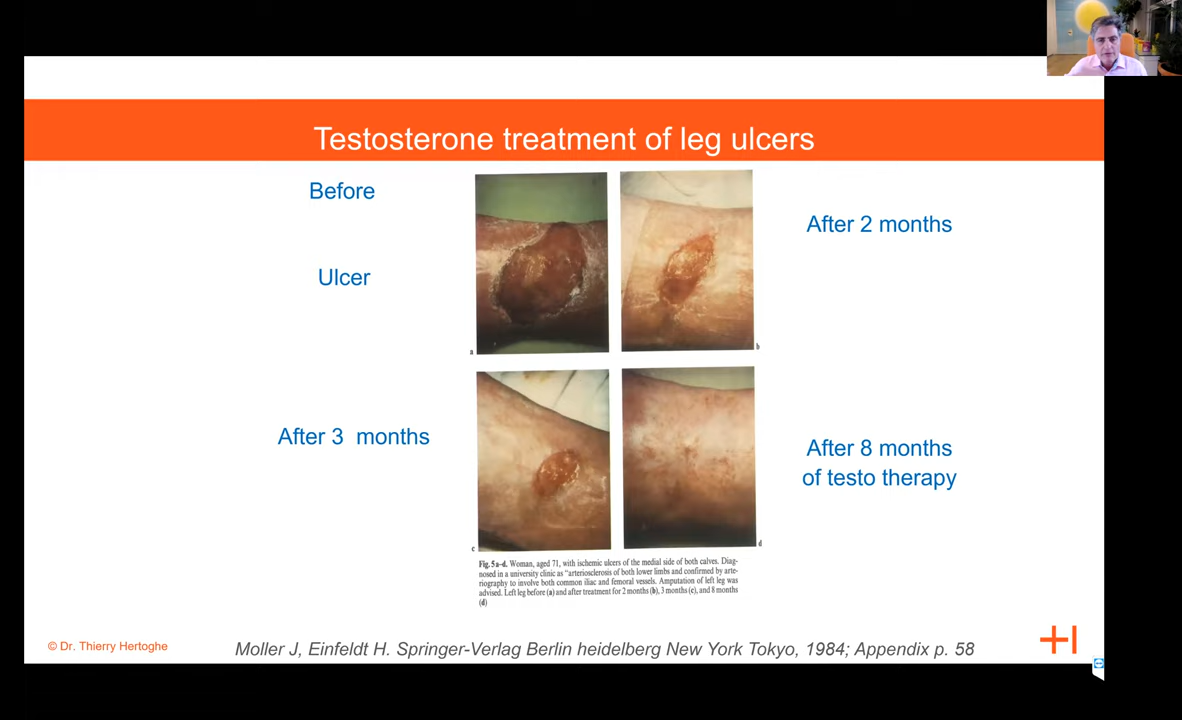 Testosterone treatment of leg ulcers
Before
After 2 months
Ulcer
a
b
After 3 months
After 8 months
of testo therapy
c
d
Fig. 5a-d. Woman, aged 71, with ischemic ulcers of the medial side of both calves. Diag-
nosed in a university clinic as "arteriosclerosis of both lower limbs and confirmed by arte-
riography to involve both common iliac and femoral vessels. Amputation of left leg was
advised. Left leg before (a) and after treatment for 2 months (b), 3 months (c), and 8 months
(d)
© Dr. Thierry Hertoghe
Moller J, Einfeldt H. Springer-Verlag Berlin heidelberg New York Tokyo, 1984; Appendix p. 58
+I